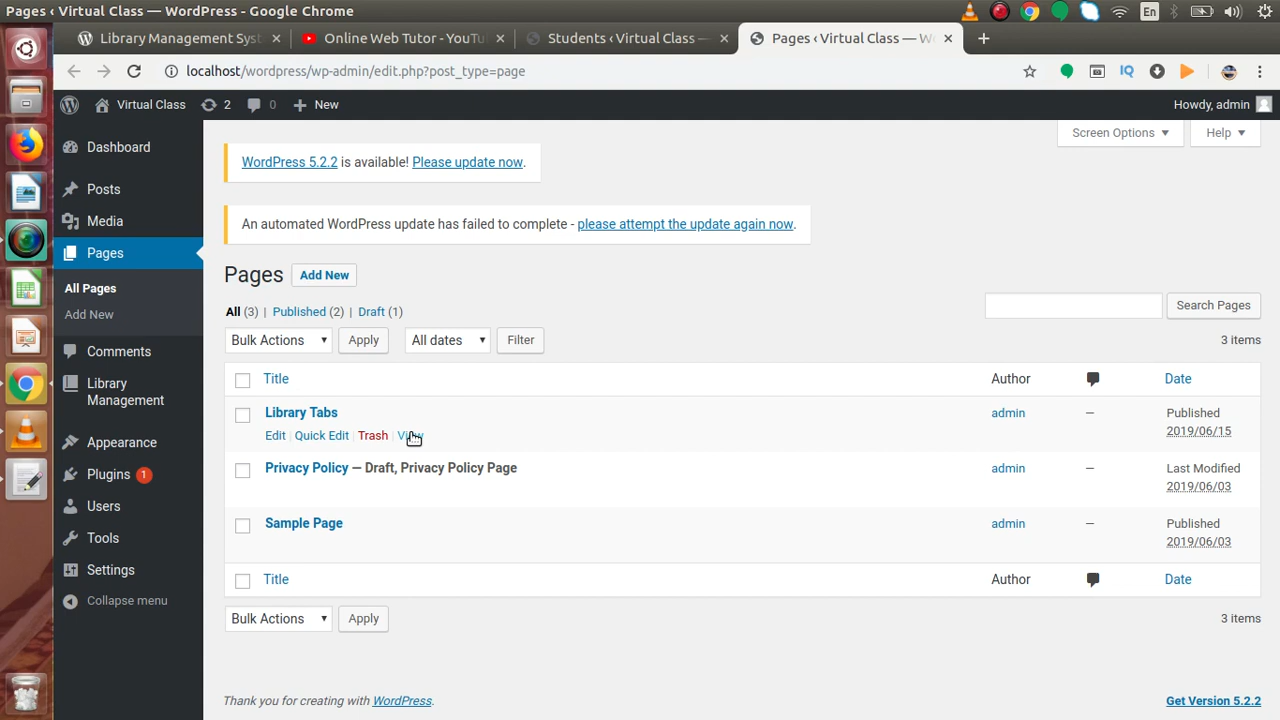 Pages ‹ Virtual Class — WordPress - Google Chrome
En
Library Management Sys
Online Web Tutor - YouTu
Students ‹ Virtual Class —
Pages ‹ Virtual Class — W
localhost/wordpress/wp-admin/edit.php?post_type=page
IQ
Virtual Class 2 0 New
Howdy, admin
Screen Options ▼
Help ▼
Dashboard
Posts
Media
Pages
All Pages
Add New
Comments
Library
Management
Appearance
Plugins 1
Users
Tools
Settings
Collapse menu
WordPress 5.2.2 is available! Please update now.
An automated WordPress update has failed to complete - please attempt the update again now.
Pages Add New
All (3) | Published (2) | Draft (1)
Search Pages
Bulk Actions Apply All dates Filter
3 items
Title Author Date
Library Tabs admin — Published
Edit | Quick Edit | Trash | 2019/06/15
Privacy Policy — Draft, Privacy Policy Page admin — Last Modified
2019/06/03
Sample Page admin — Published
2019/06/03
Title Author Date
Bulk Actions Apply
3 items
Thank you for creating with WordPress.
Get Version 5.2.2